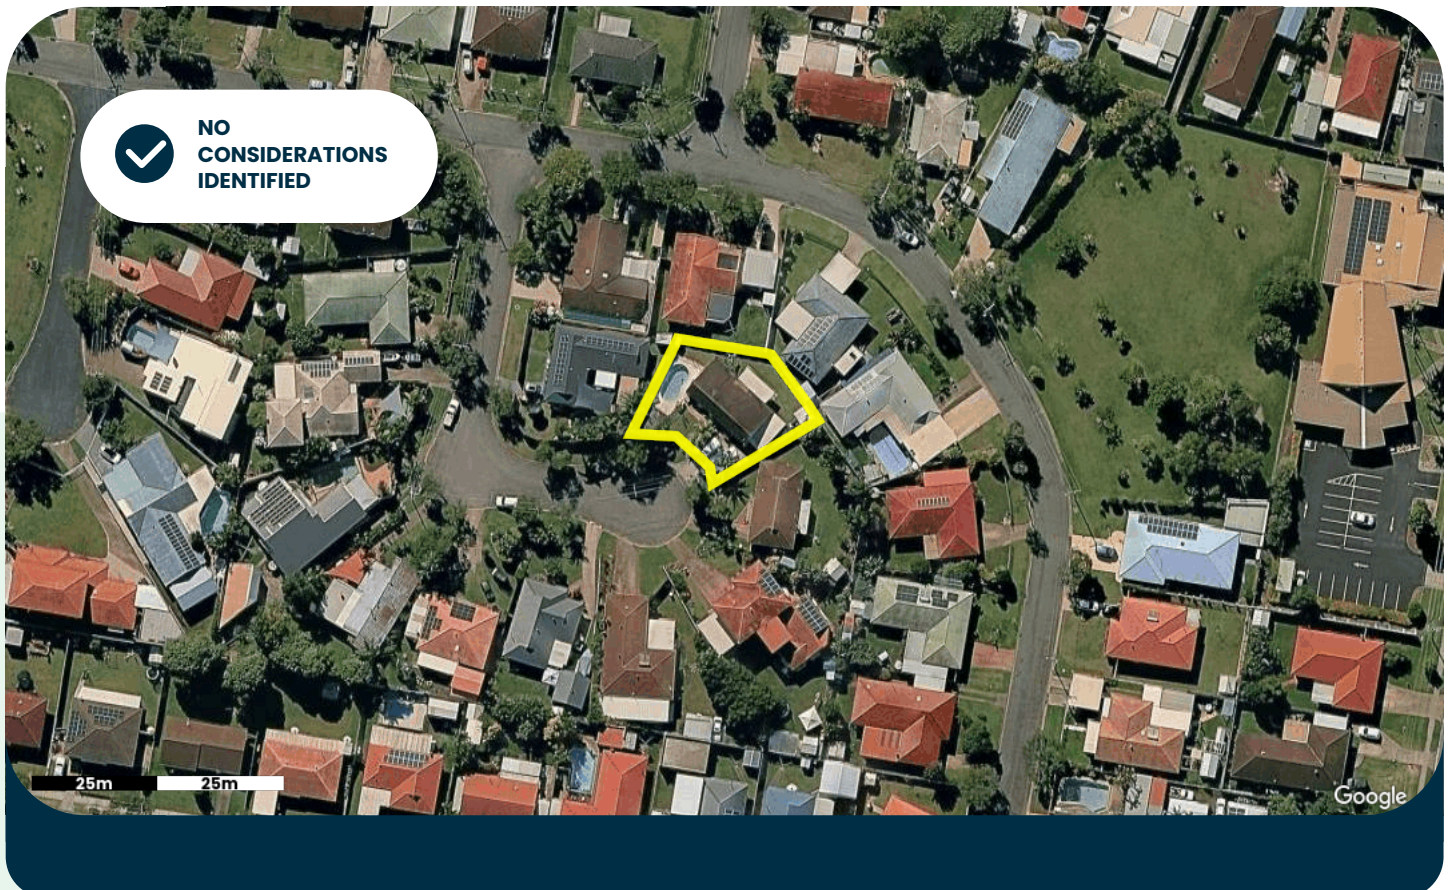 NO
CONSIDERATIONS
IDENTIFIED
25m 25m
Google